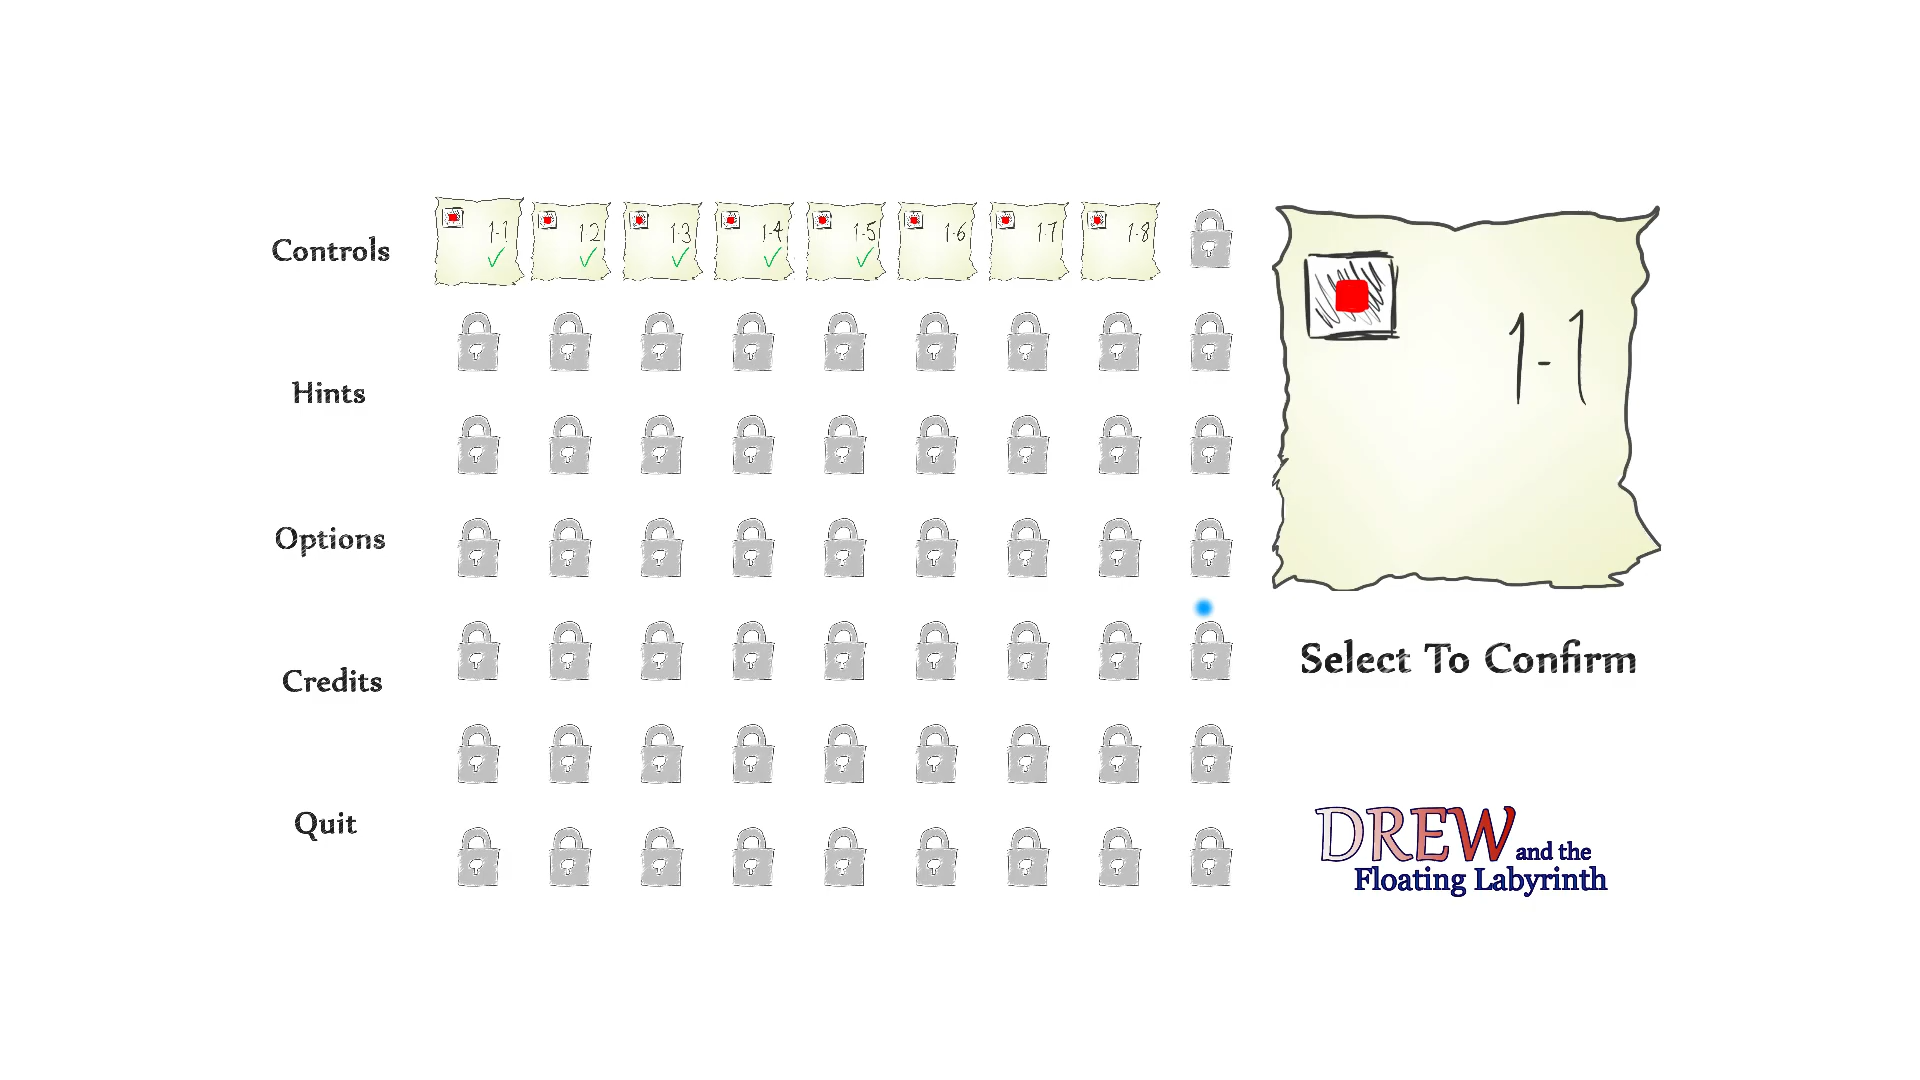 Controls
1-1
1-2
1-3
1-4
1-5
1-6
1-7
1-8
1-1
Hints
Options
Credits
Quit
Select To Confirm
DREW and the
Floating Labyrinth